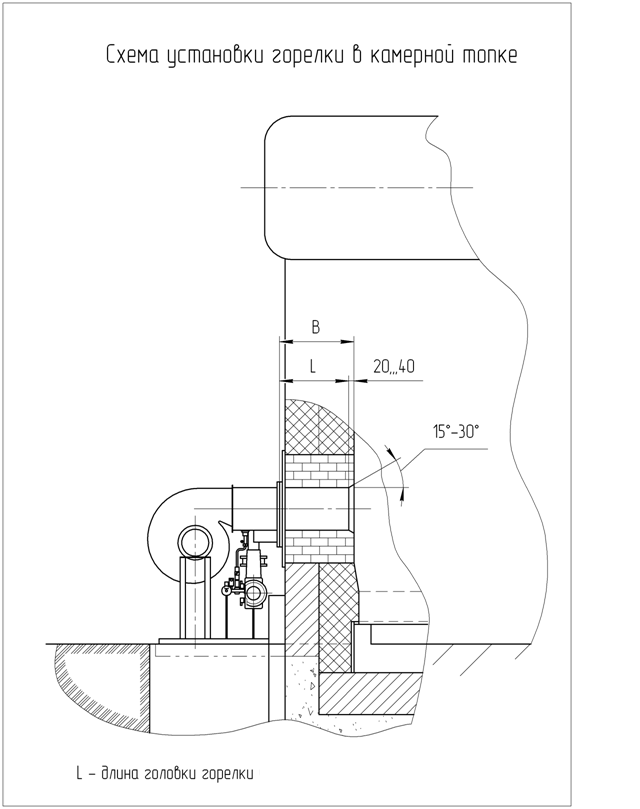 Схема установки горелки в камерной топке
B
L
20,,,40
15°-30°
L - длина головки горелки